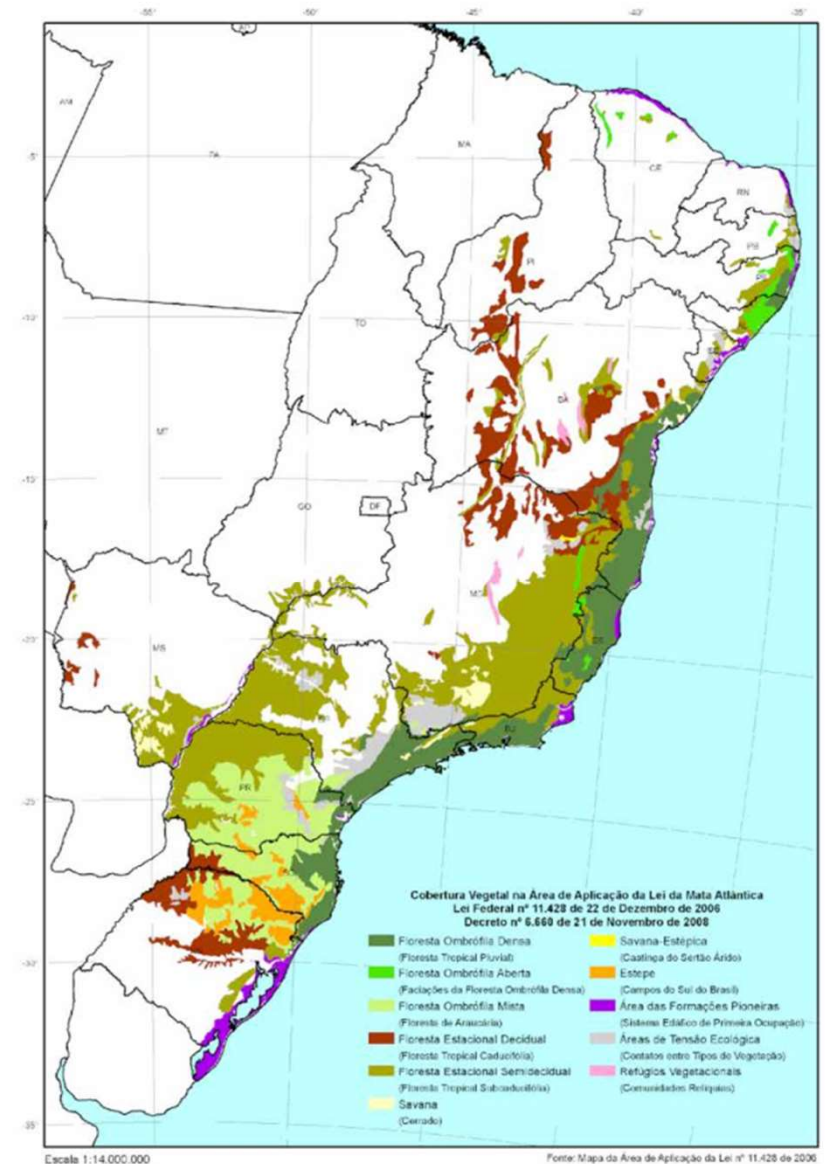 -55°
-50°
-45°
-40°
-35°
AM
PA
MA
CE
RN
-5°
PB
PI
PE
TO
-10°
SE
BA
MT
-15°
GO
DF
MG
MS
ES
-20°
RJ
PR
-25°
-30°
-35°
Cobertura Vegetal na Área de Aplicação da Lei da Mata Atlântica
Lei Federal nº 11.428 de 22 de Dezembro de 2006
Decreto nº 6.660 de 21 de Novembro de 2008
Floresta Ombrófila Densa
(Floresta Tropical Pluvial)
Floresta Ombrófila Aberta
(Faciações da Floresta Ombrófila Densa)
Floresta Ombrófila Mista
(Floresta de Araucária)
Floresta Estacional Decidual
(Floresta Tropical Caducifólia)
Floresta Estacional Semidecidual
(Floresta Tropical Subcaducifólia)
Savana
(Cerrado)
Savana-Estépica
(Caatinga do Sertão Árido)
Estepe
(Campos do Sul do Brasil)
Área das Formações Pioneiras
(Sistema Edáfico de Primeira Ocupação)
Áreas de Tensão Ecológica
(Contatos entre Tipos de Vegetação)
Refúgios Vegetacionais
(Comunidades Relíquias)
Escala 1:14.000.000
Fonte: Mapa da Área de Aplicação da Lei nº 11.428 de 2006